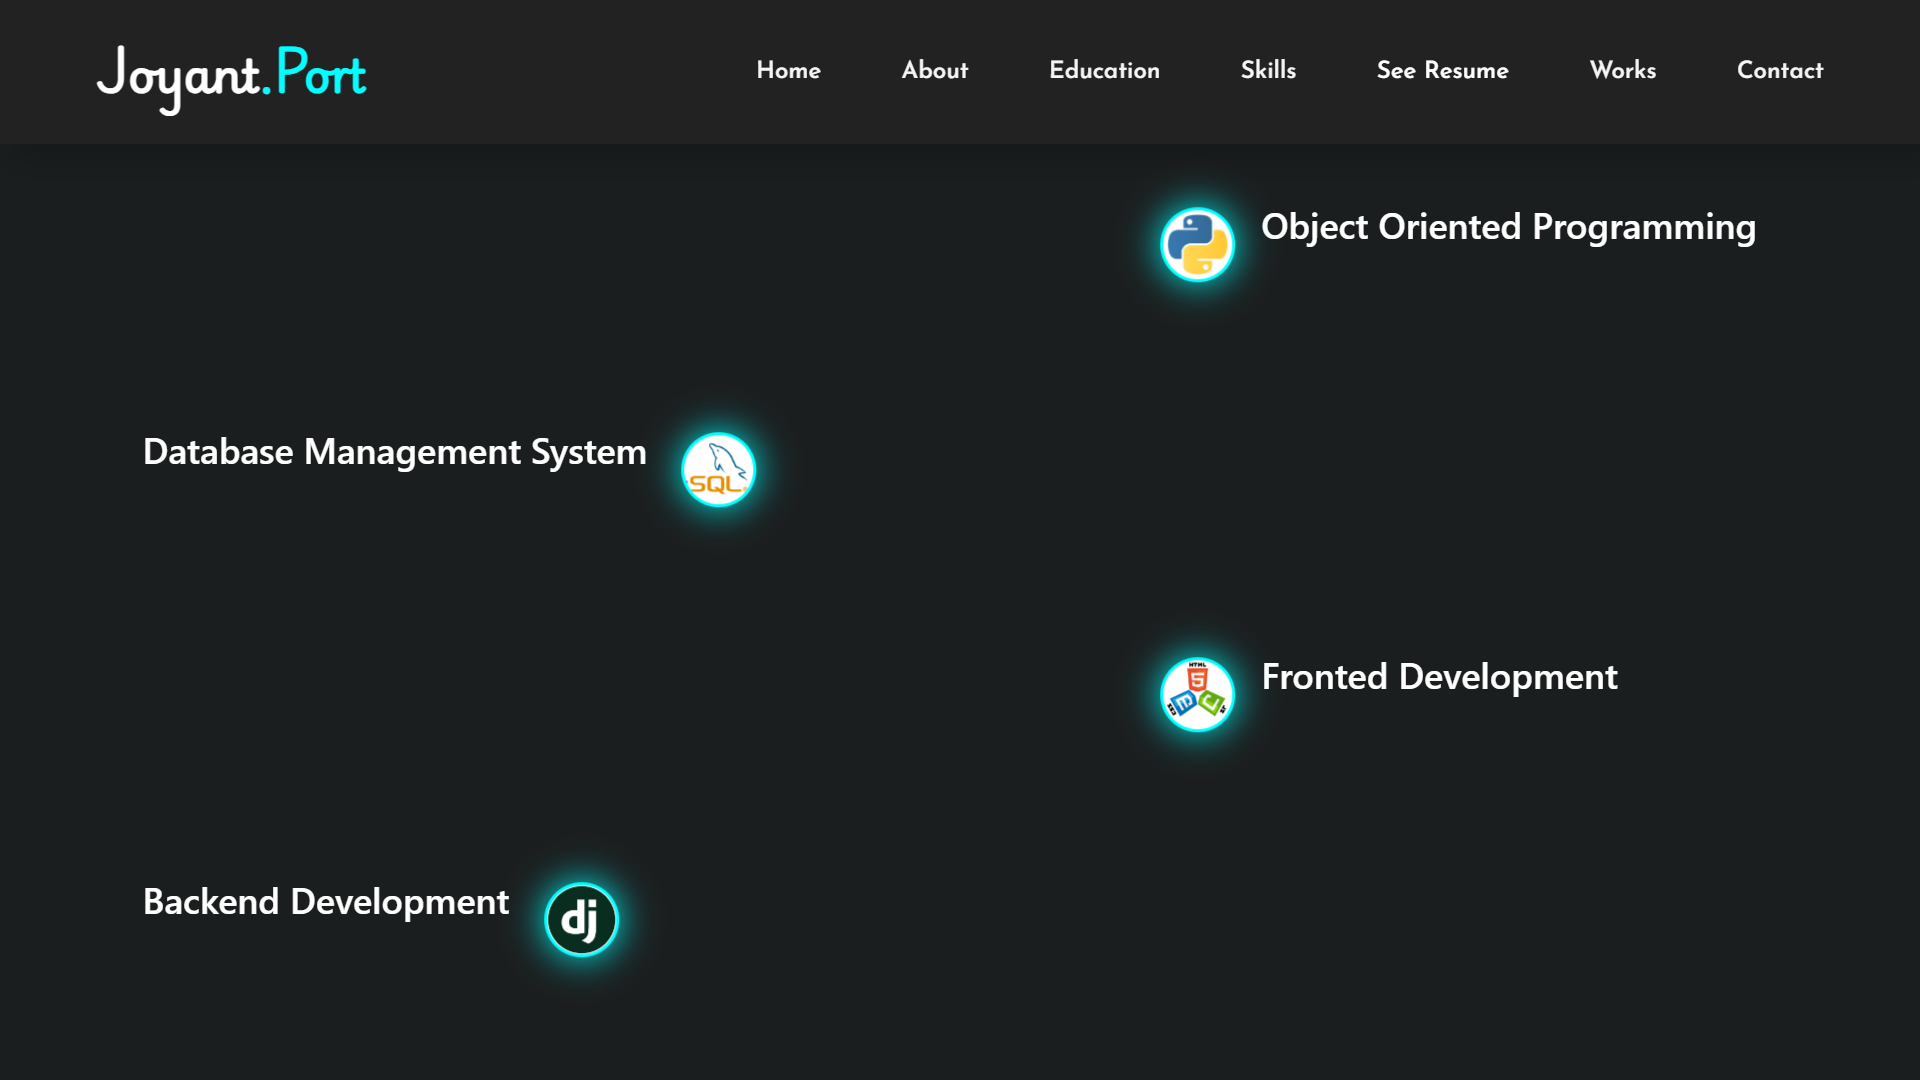 Joyant.Port
Home About Education Skills See Resume Works Contact
Object Oriented Programming
Database Management System
SQL
HTML
5
Fronted Development
Backend Development
dj